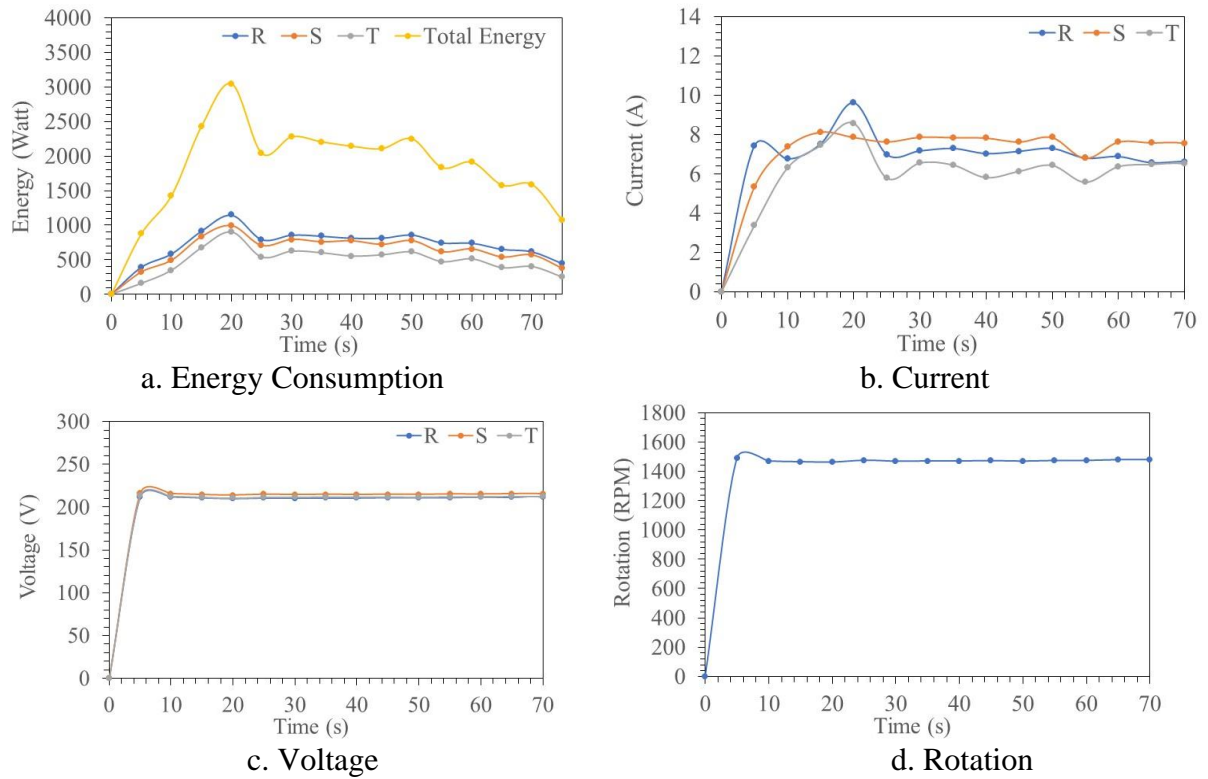 4000
3500
3000
2500
2000
1500
1000
500
0
Energy (Watt)
R S T Total Energy
0 10 20 30 40 50 60 70
Time (s)
a. Energy Consumption
14
12
10
8
6
4
2
0
Current (A)
R S T
0 10 20 30 40 50 60 70
Time (s)
b. Current
300
250
200
150
100
50
0
Voltage (V)
R S T
0 10 20 30 40 50 60 70
Time (s)
c. Voltage
1800
1600
1400
1200
1000
800
600
400
200
0
Rotation (RPM)
0 10 20 30 40 50 60 70
Time (s)
d. Rotation